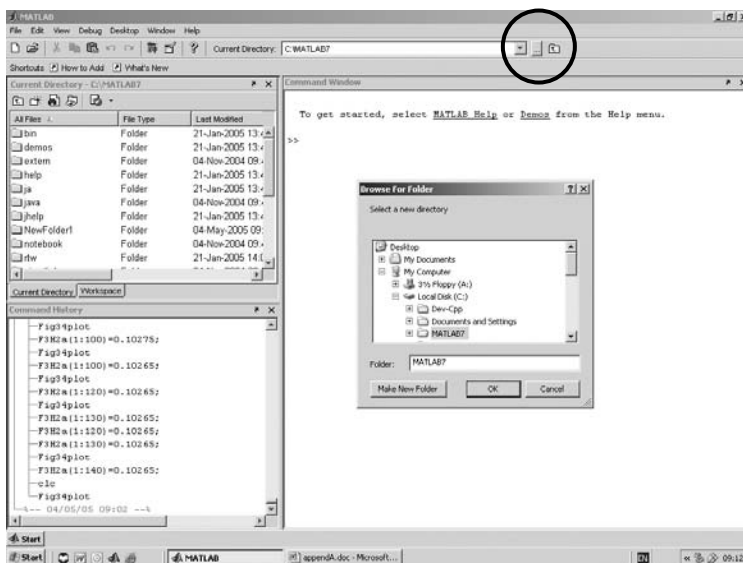 MATLAB
File Edit View Debug Desktop Window Help
Current Directory: C:\MATLAB7
Shortcuts How to Add What's New
Current Directory - C:\MATLAB7
All Files File Type Last Modified
bin Folder 21-Jan-2005 13:
demos Folder 21-Jan-2005 13:
extern Folder 04-Nov-2004 09:
help Folder 21-Jan-2005 13:
ja Folder 21-Jan-2005 13:
java Folder 04-Nov-2004 09:
jhelp Folder 21-Jan-2005 13:
NewFolder1 Folder 04-May-2005 09:
notebook Folder 04-Nov-2004 09:
rtw Folder 21-Jan-2005 14:
Current Directory Workspace
Command History
Fig34plot
F3H2a(1:100)=0.10275;
Fig34plot
F3H2a(1:100)=0.10265;
Fig34plot
F3H2a(1:120)=0.10265;
Fig34plot
F3H2a(1:130)=0.10265;
F3H2a(1:120)=0.10265;
F3H2a(1:130)=0.10265;
Fig34plot
F3H2a(1:140)=0.10265;
clc
Fig34plot
%-- 04/05/05 09:02 --%
Command Window
To get started, select MATLAB Help or Demos from the Help menu.
>>
Browse For Folder
Select a new directory
Desktop
My Documents
My Computer
3½ Floppy (A:)
Local Disk (C:)
Dev-Cpp
Documents and Settings
MATLAB7
Folder: MATLAB7
Make New Folder OK Cancel
Start
Start MATLAB appendA.doc - Microsoft... EN 09:12